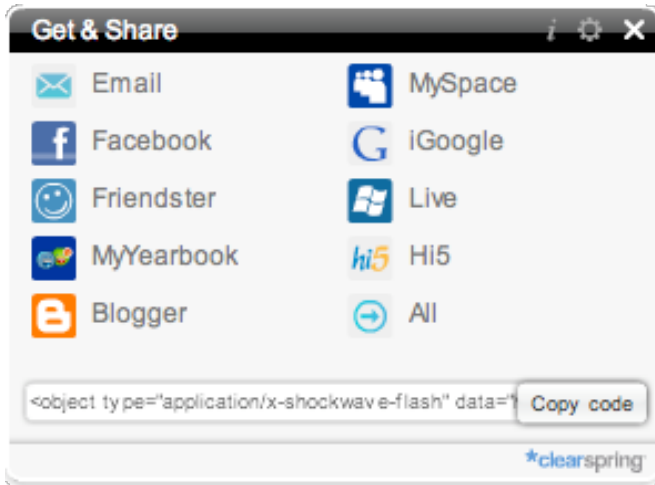 Get & Share
Email MySpace
Facebook iGoogle
Friendster Live
MyYearbook hi5 Hi5
Blogger All
<object type="application/x-shockwave-flash" data=" Copy code
*clearspring